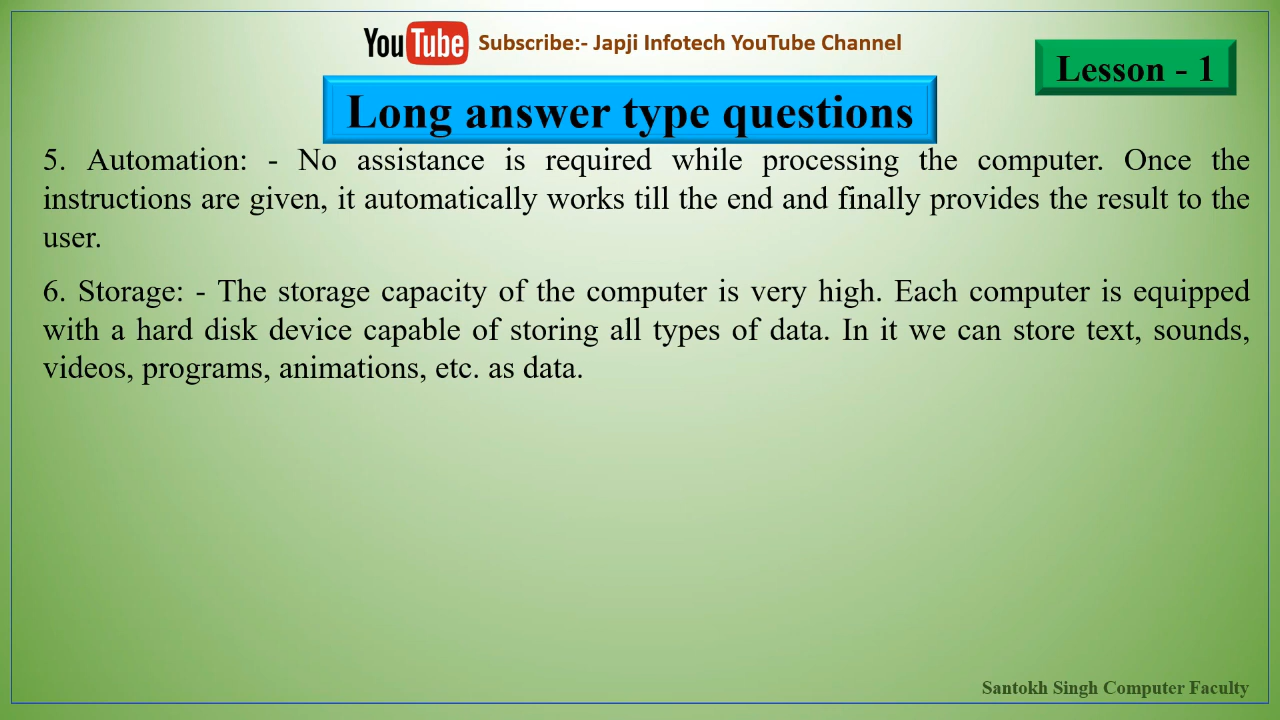 YouTube Subscribe:- Japji Infotech YouTube Channel
Lesson - 1
Long answer type questions
5. Automation: - No assistance is required while processing the computer. Once the
instructions are given, it automatically works till the end and finally provides the result to the
user.
6. Storage: - The storage capacity of the computer is very high. Each computer is equipped
with a hard disk device capable of storing all types of data. In it we can store text, sounds,
videos, programs, animations, etc. as data.
Santokh Singh Computer Faculty